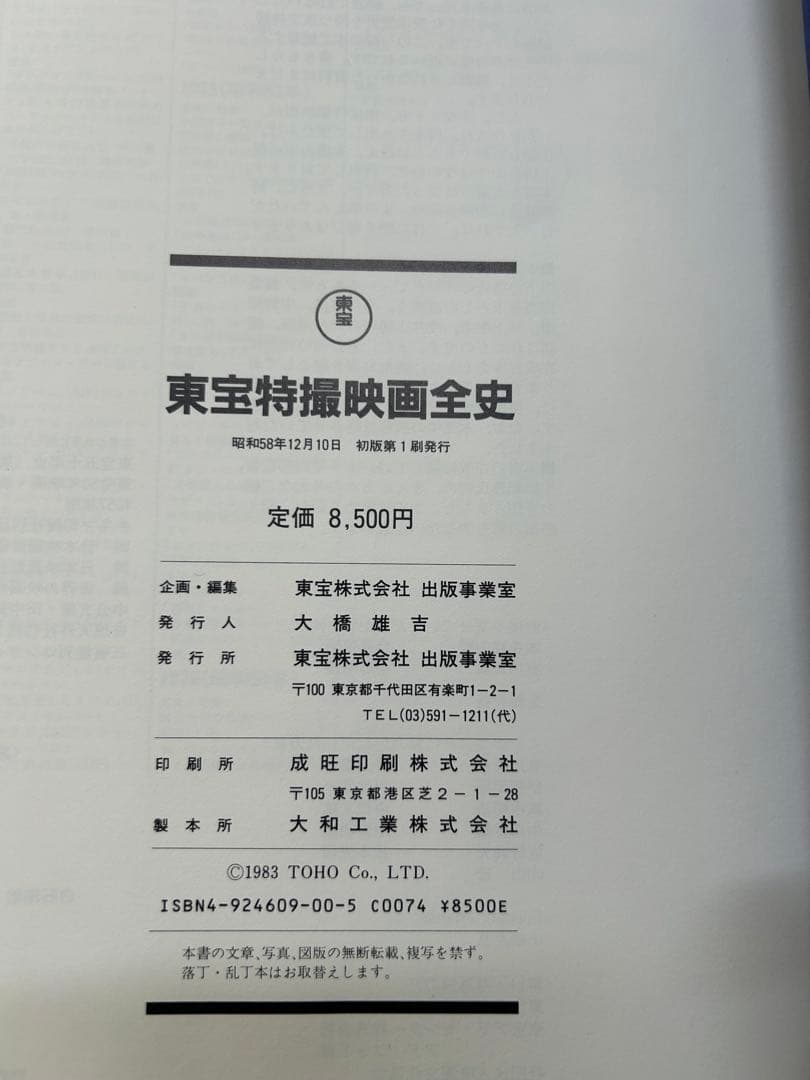 東宝
東宝特撮映画全史
昭和58年12月10日 初版第1刷発行
定価 8,500円
企画・編集 東宝株式会社 出版事業室
発行人 大橋雄吉
発行所 東宝株式会社 出版事業室
〒100 東京都千代田区有楽町1−2−1
TEL(03)591−1211(代)
印刷所 成旺印刷株式会社
〒105 東京都港区芝2−1−28
製本所 大和工業株式会社
©1983 TOHO Co., LTD.
ISBN4-924609-00-5 C0074 ¥8500E
本書の文章、写真、図版の無断転載、複写を禁ず。
落丁・乱丁本はお取替えします。